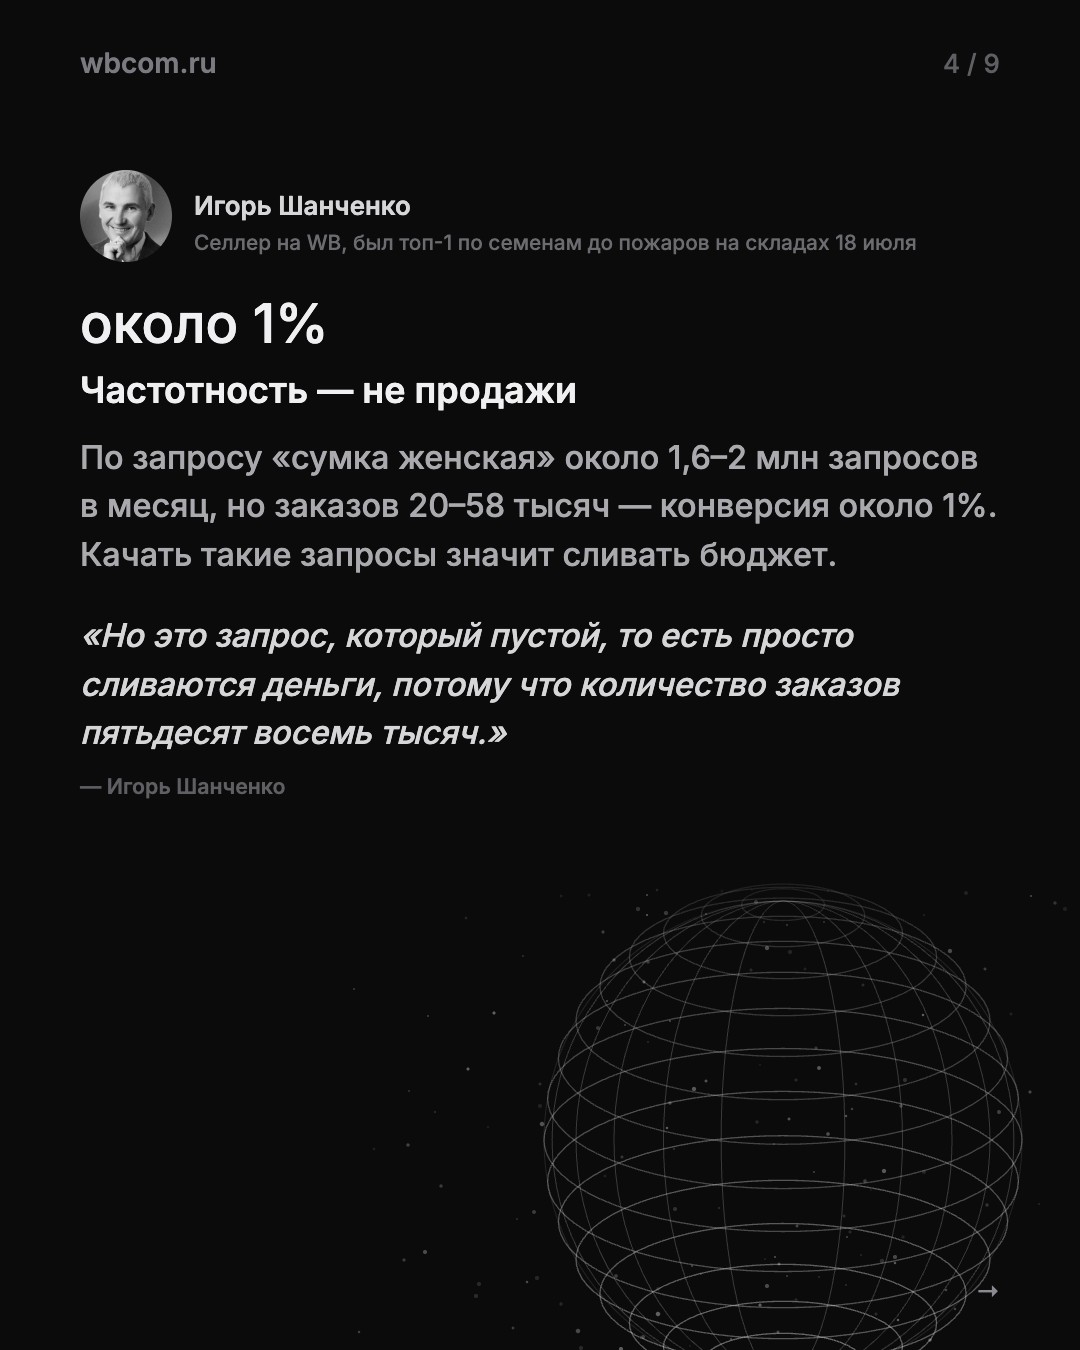 wbcom.ru
4 / 9
Игорь Шанченко
Селлер на WB, был топ-1 по семенам до пожаров на складах 18 июля
около 1%
Частотность — не продажи
По запросу «сумка женская» около 1,6–2 млн запросов
в месяц, но заказов 20–58 тысяч — конверсия около 1%.
Качать такие запросы значит сливать бюджет.
«Но это запрос, который пустой, то есть просто
сливаются деньги, потому что количество заказов
пятьдесят восемь тысяч.»
— Игорь Шанченко
→